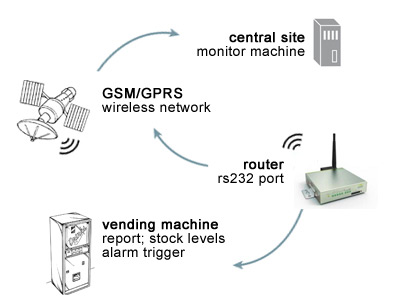 central site
monitor machine
GSM/GPRS
wireless network
router
rs232 port
vending machine
report; stock levels
alarm trigger